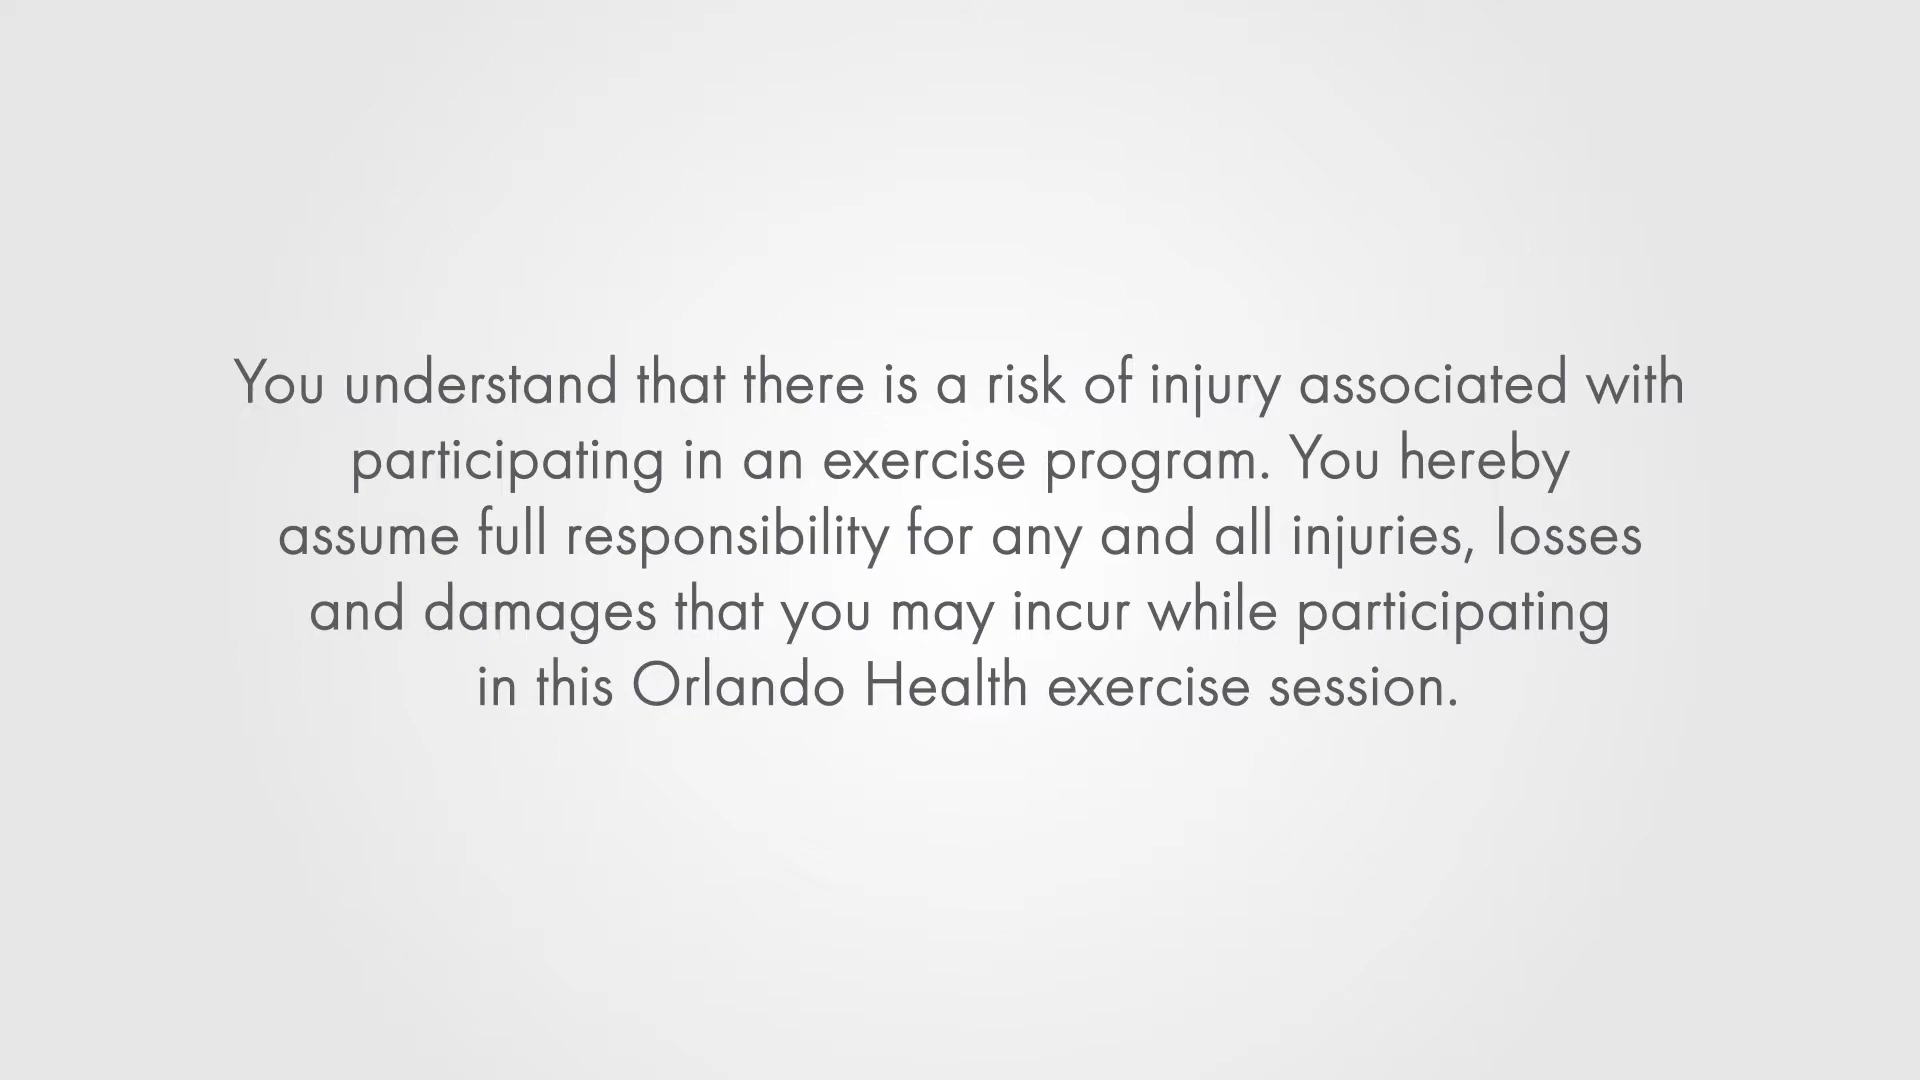 You understand that there is a risk of injury associated with
participating in an exercise program. You hereby
assume full responsibility for any and all injuries, losses
and damages that you may incur while participating
in this Orlando Health exercise session.